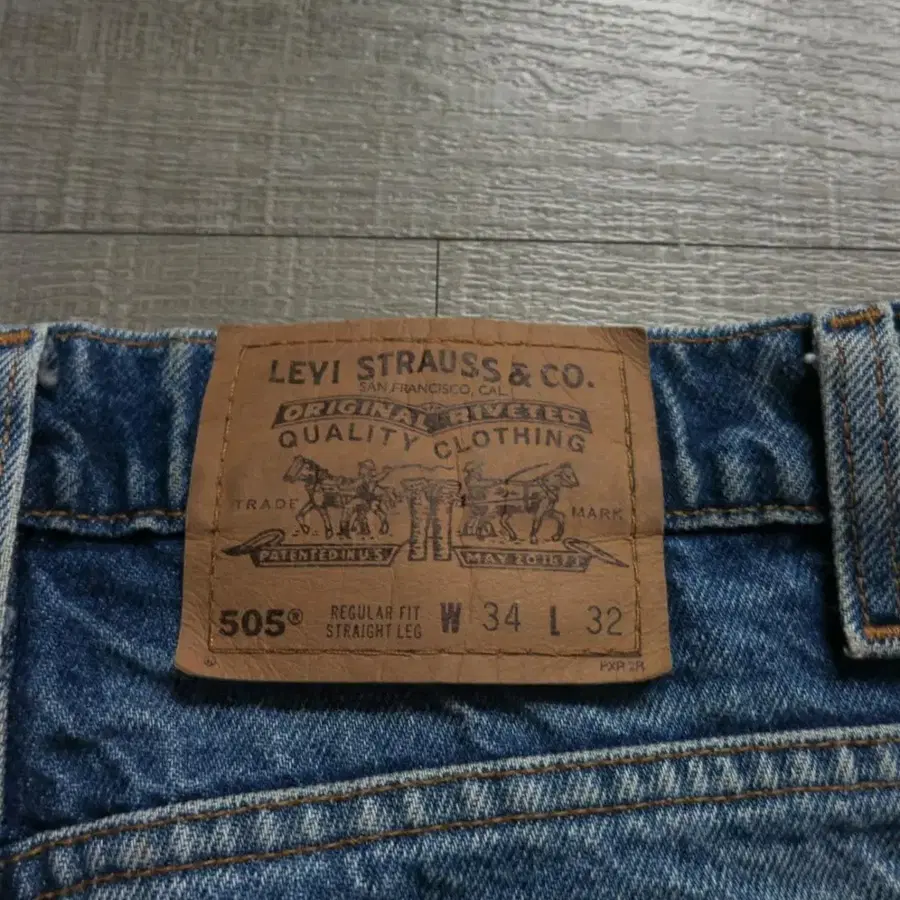 LEVI STRAUSS & CO.
SAN FRANCISCO, CAL.
ORIGINAL RIVETED
QUALITY CLOTHING
TRADE MARK
PATENTED IN U.S. MAY 20 1873
505® REGULAR FIT STRAIGHT LEG W 34 L 32
®